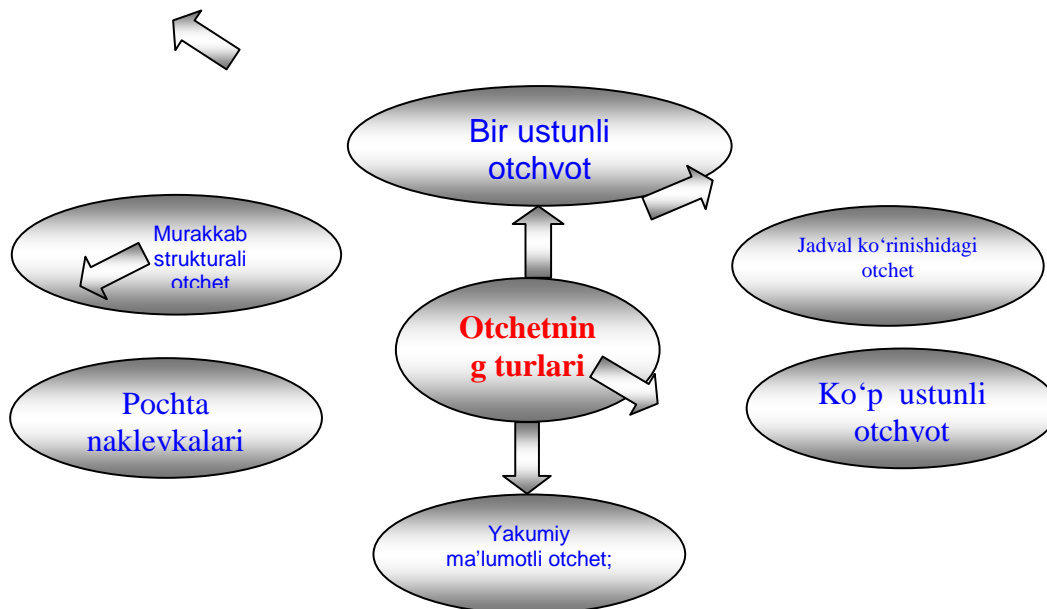 Bir ustunli
otchvot
Murakkab
strukturali
otchet
Jadval ko‘rinishidagi
otchet
Otchetnin
g turlari
Pochta
naklevkalari
Ko‘p ustunli
otchvot
Yakumiy
ma’lumotli otchet;